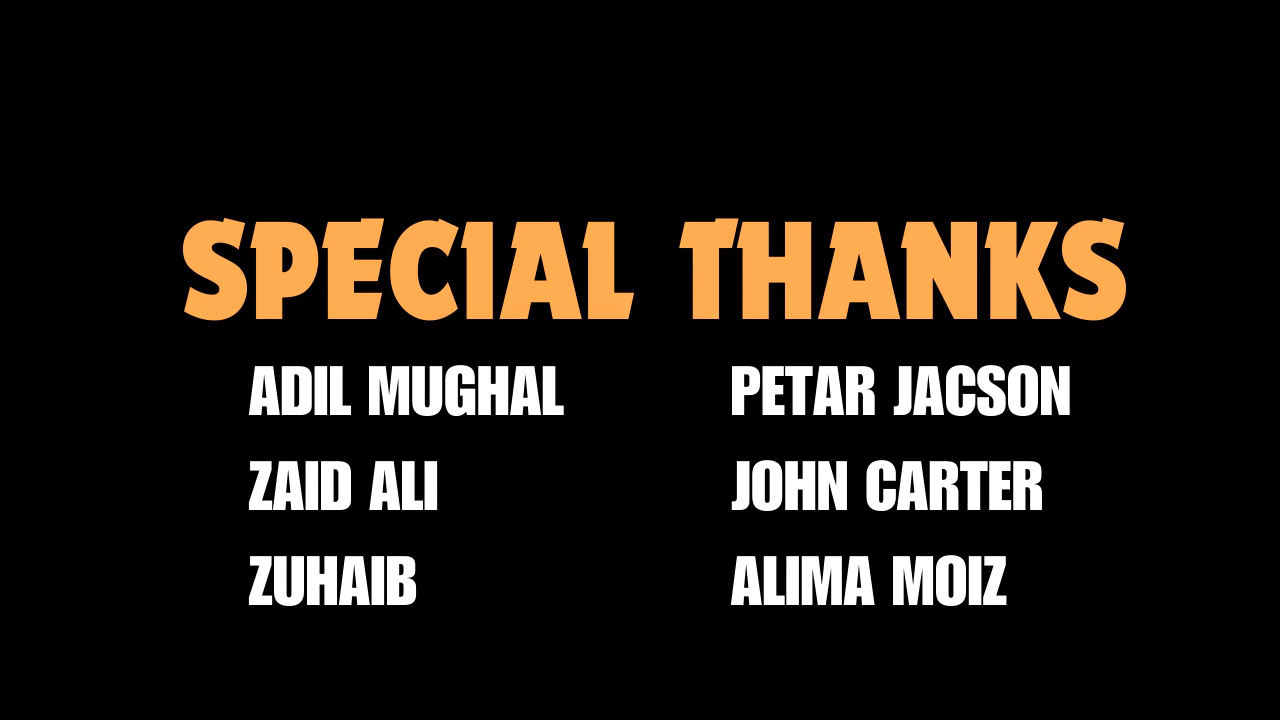 SPECIAL THANKS
ADIL MUGHAL
PETAR JACSON
ZAID ALI
JOHN CARTER
ZUHAIB
ALIMA MOIZ